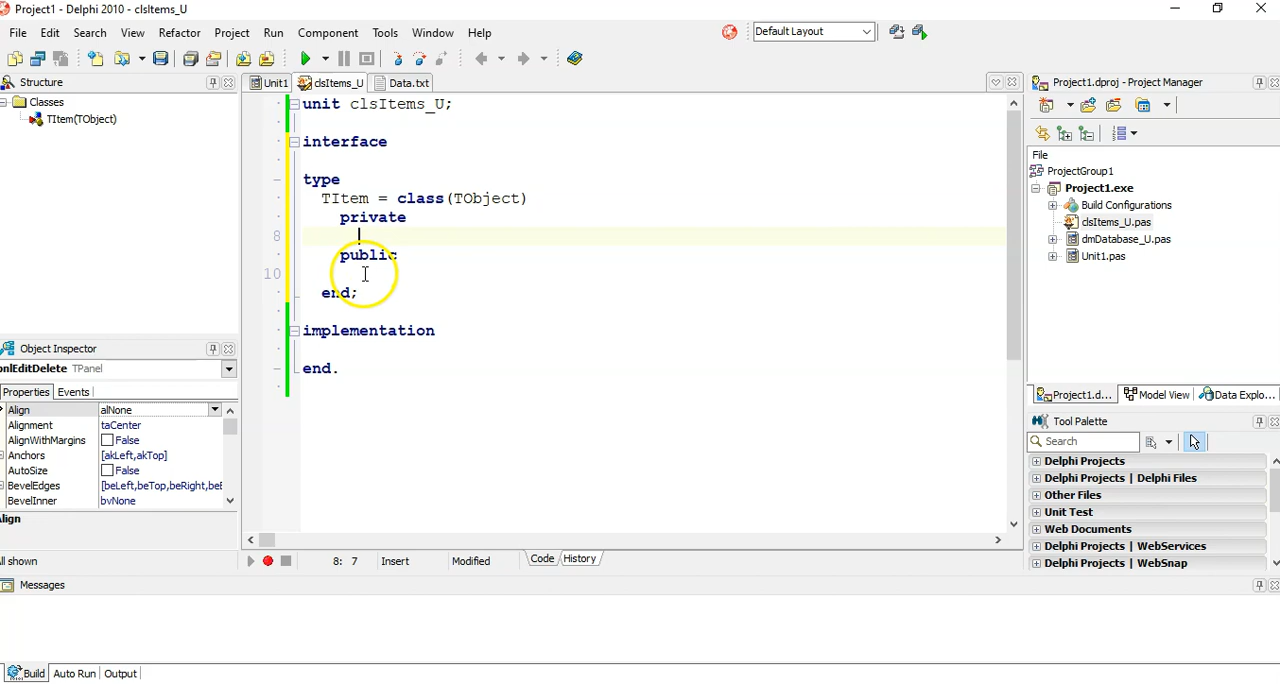 Project1 - Delphi 2010 - clsItems_U
File Edit Search View Refactor Project Run Component Tools Window Help
Default Layout
Structure
Classes
TItem(TObject)
Unit1 clsItems_U Data.txt
unit clsItems_U;
interface
type
TItem = class(TObject)
private
8
public
10
end;
implementation
end.
8: 7 Insert Modified Code History
Object Inspector
pnlEditDelete TPanel
Properties Events
Align alNone
Alignment taCenter
AlignWithMargins False
Anchors [akLeft,akTop]
AutoSize False
BevelEdges [beLeft,beTop,beRight,beE
BevelInner bvNone
Align
All shown
Project1.dproj - Project Manager
File
ProjectGroup1
Project1.exe
Build Configurations
clsItems_U.pas
dmDatabase_U.pas
Unit1.pas
Project1.d... Model View Data Explo...
Tool Palette
Search
Delphi Projects
Delphi Projects | Delphi Files
Other Files
Unit Test
Web Documents
Delphi Projects | WebServices
Delphi Projects | WebSnap
Messages
Build Auto Run Output